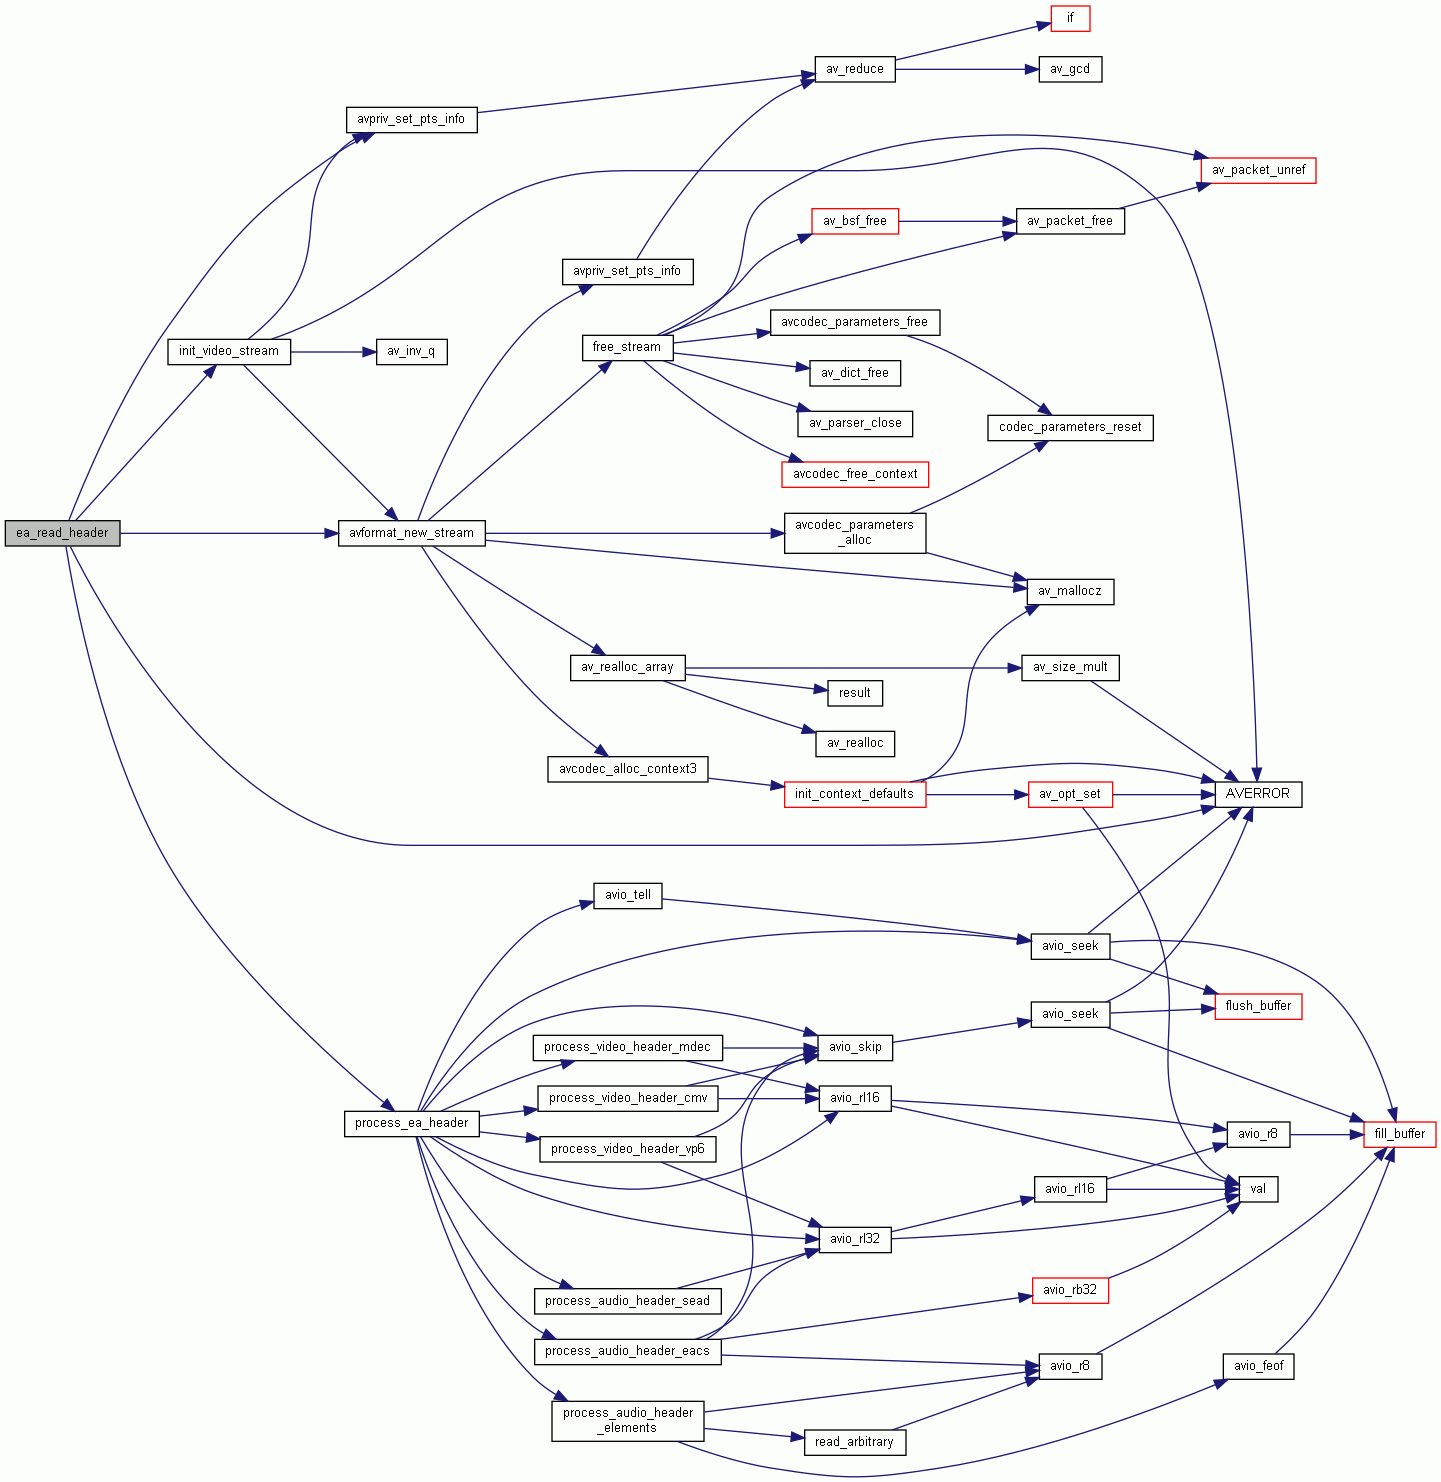 if
av_reduce
av_gcd
avpriv_set_pts_info
av_packet_unref
av_bsf_free
av_packet_free
avpriv_set_pts_info
avcodec_parameters_free
init_video_stream
av_inv_q
free_stream
av_dict_free
av_parser_close
codec_parameters_reset
avcodec_free_context
ea_read_header
avformat_new_stream
avcodec_parameters
_alloc
av_mallocz
av_realloc_array
av_size_mult
result
av_realloc
avcodec_alloc_context3
init_context_defaults
av_opt_set
AVERROR
avio_tell
avio_seek
flush_buffer
avio_seek
process_video_header_mdec
avio_skip
process_video_header_cmv
avio_rl16
process_ea_header
process_video_header_vp6
avio_r8
fill_buffer
avio_rl16
val
avio_rl32
avio_rb32
process_audio_header_sead
process_audio_header_eacs
avio_r8
avio_feof
process_audio_header
_elements
read_arbitrary